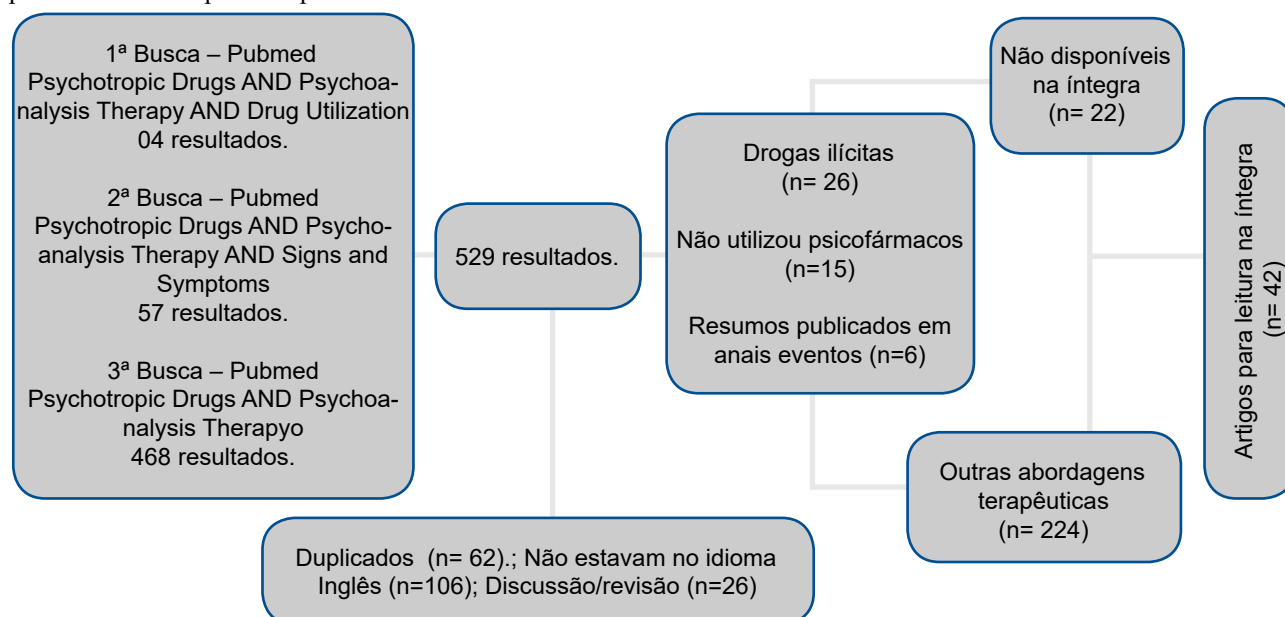 1ª Busca – Pubmed
Psychotropic Drugs AND Psychoa-
nalysis Therapy AND Drug Utilization
04 resultados.
2ª Busca – Pubmed
Psychotropic Drugs AND Psycho-
analysis Therapy AND Signs and
Symptoms
57 resultados.
3ª Busca – Pubmed
Psychotropic Drugs AND Psychoa-
nalysis Therapyo
468 resultados.
529 resultados.
Duplicados (n= 62).; Não estavam no idioma
Inglês (n=106); Discussão/revisão (n=26)
Drogas ilícitas
(n= 26)
Não utilizou psicofármacos
(n=15)
Resumos publicados em
anais eventos (n=6)
Não disponíveis
na íntegra
(n= 22)
Outras abordagens
terapêuticas
(n= 224)
Artigos para leitura na íntegra
(n= 42)